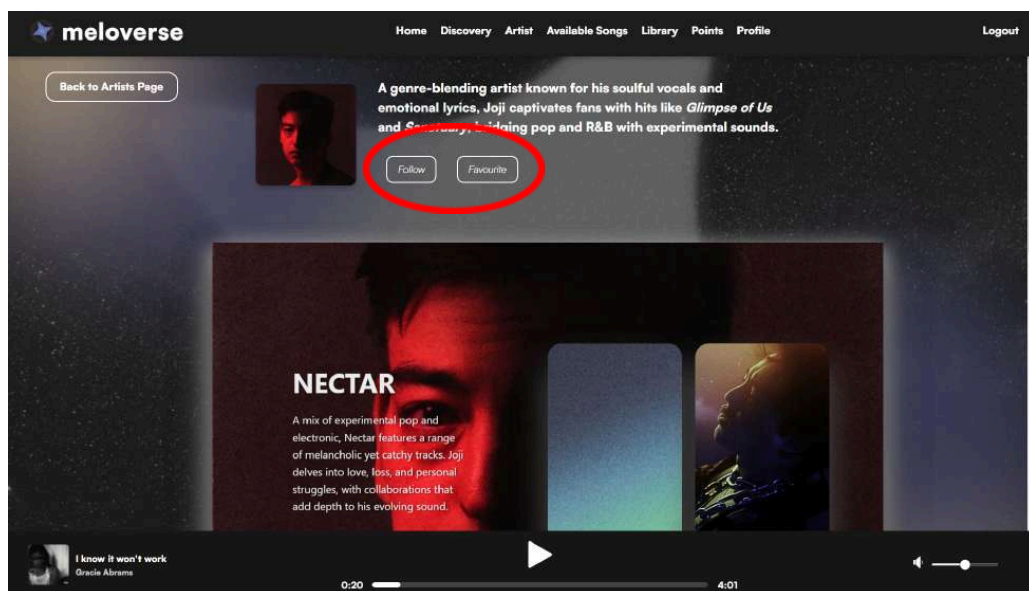 meloverse
Home Discovery Artist Available Songs Library Points Profile
Logout
Back to Artists Page
A genre-blending artist known for his soulful vocals and
emotional lyrics, Joji captivates fans with hits like Glimpse of Us
and Sanctuary, bridging pop and R&B with experimental sounds.
Follow Favourite
NECTAR
A mix of experimental pop and
electronic, Nectar features a range
of melancholic yet catchy tracks. Joji
delves into love, loss, and personal
struggles, with collaborations that
add depth to his evolving sound.
I know it won't work
Gracie Abrams
0:20 4:01